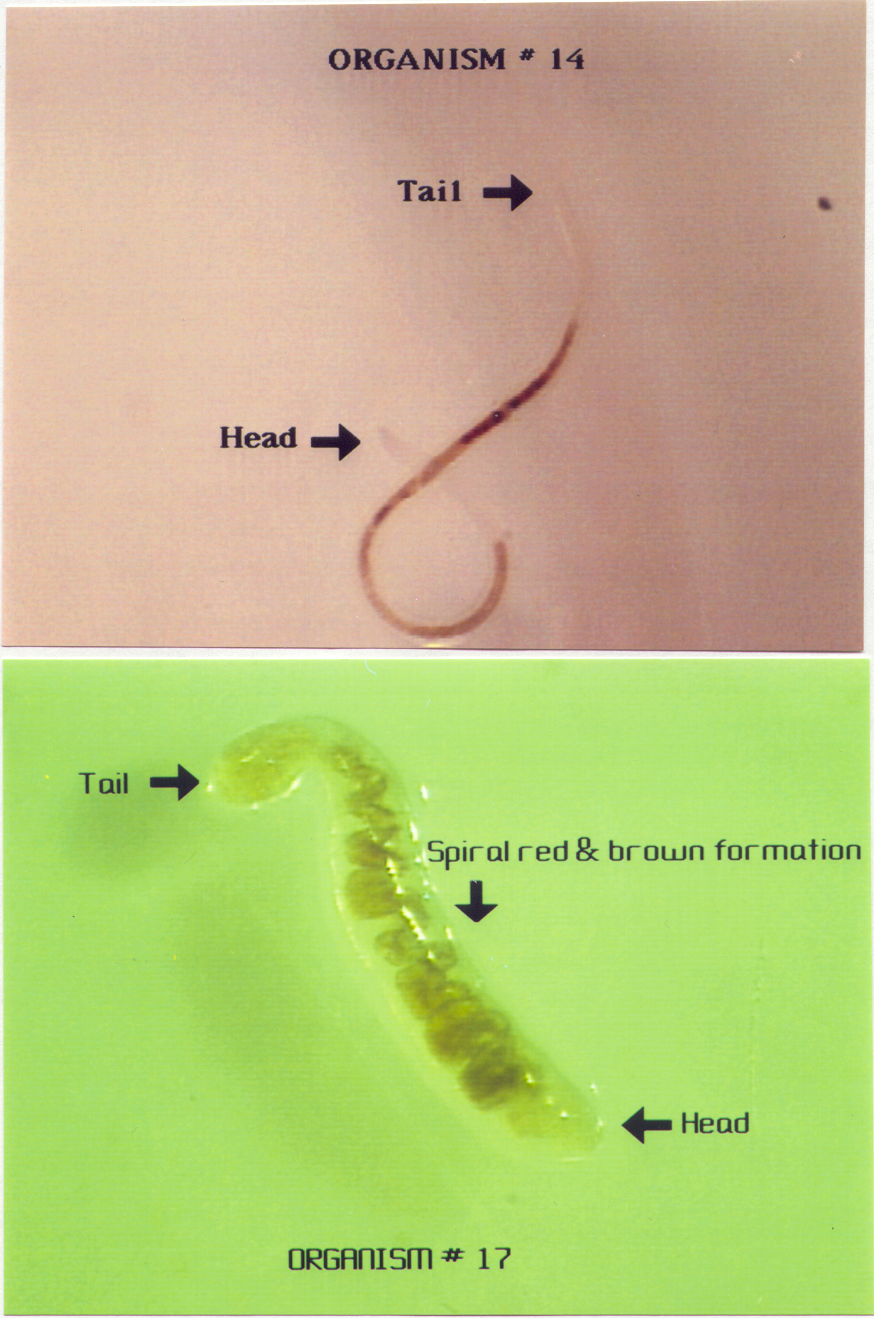 ORGANISM # 14
Tail
Head
Tail
Spiral red & brown formation
Head
ORGANISM # 17